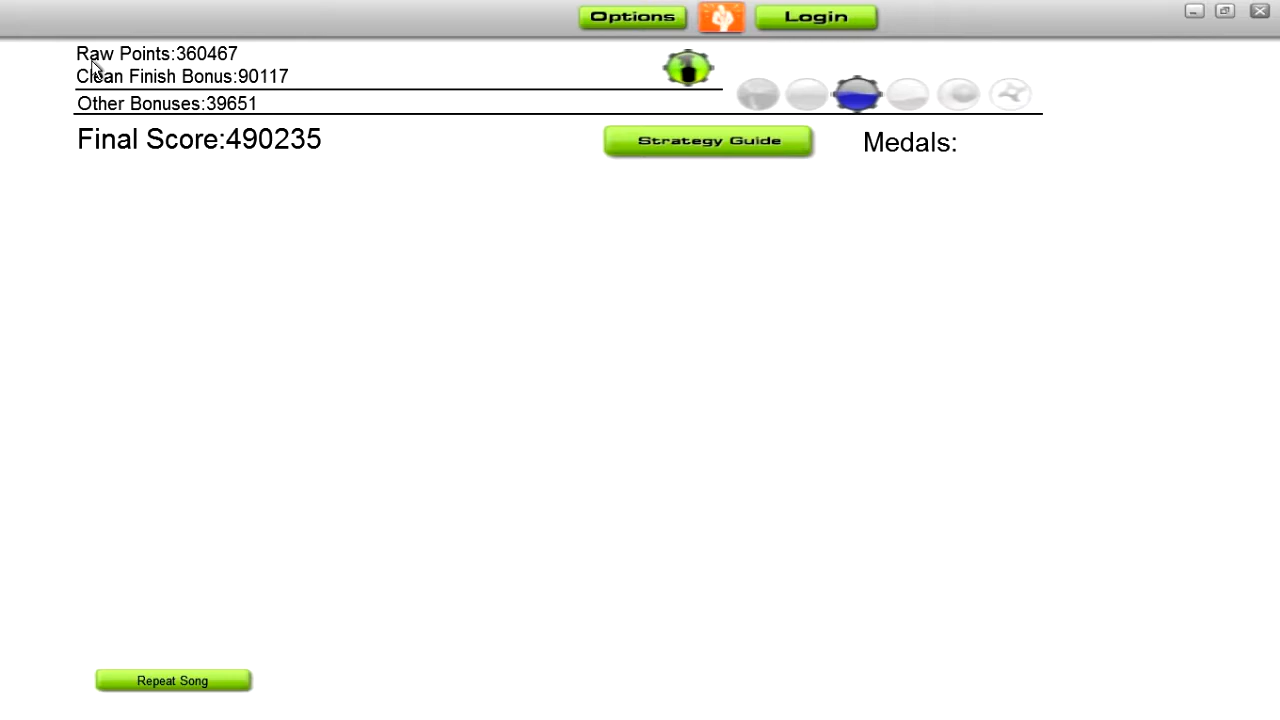 Options
Login
Raw Points:360467
Clean Finish Bonus:90117
Other Bonuses:39651
Final Score:490235
Strategy Guide
Medals:
Repeat Song